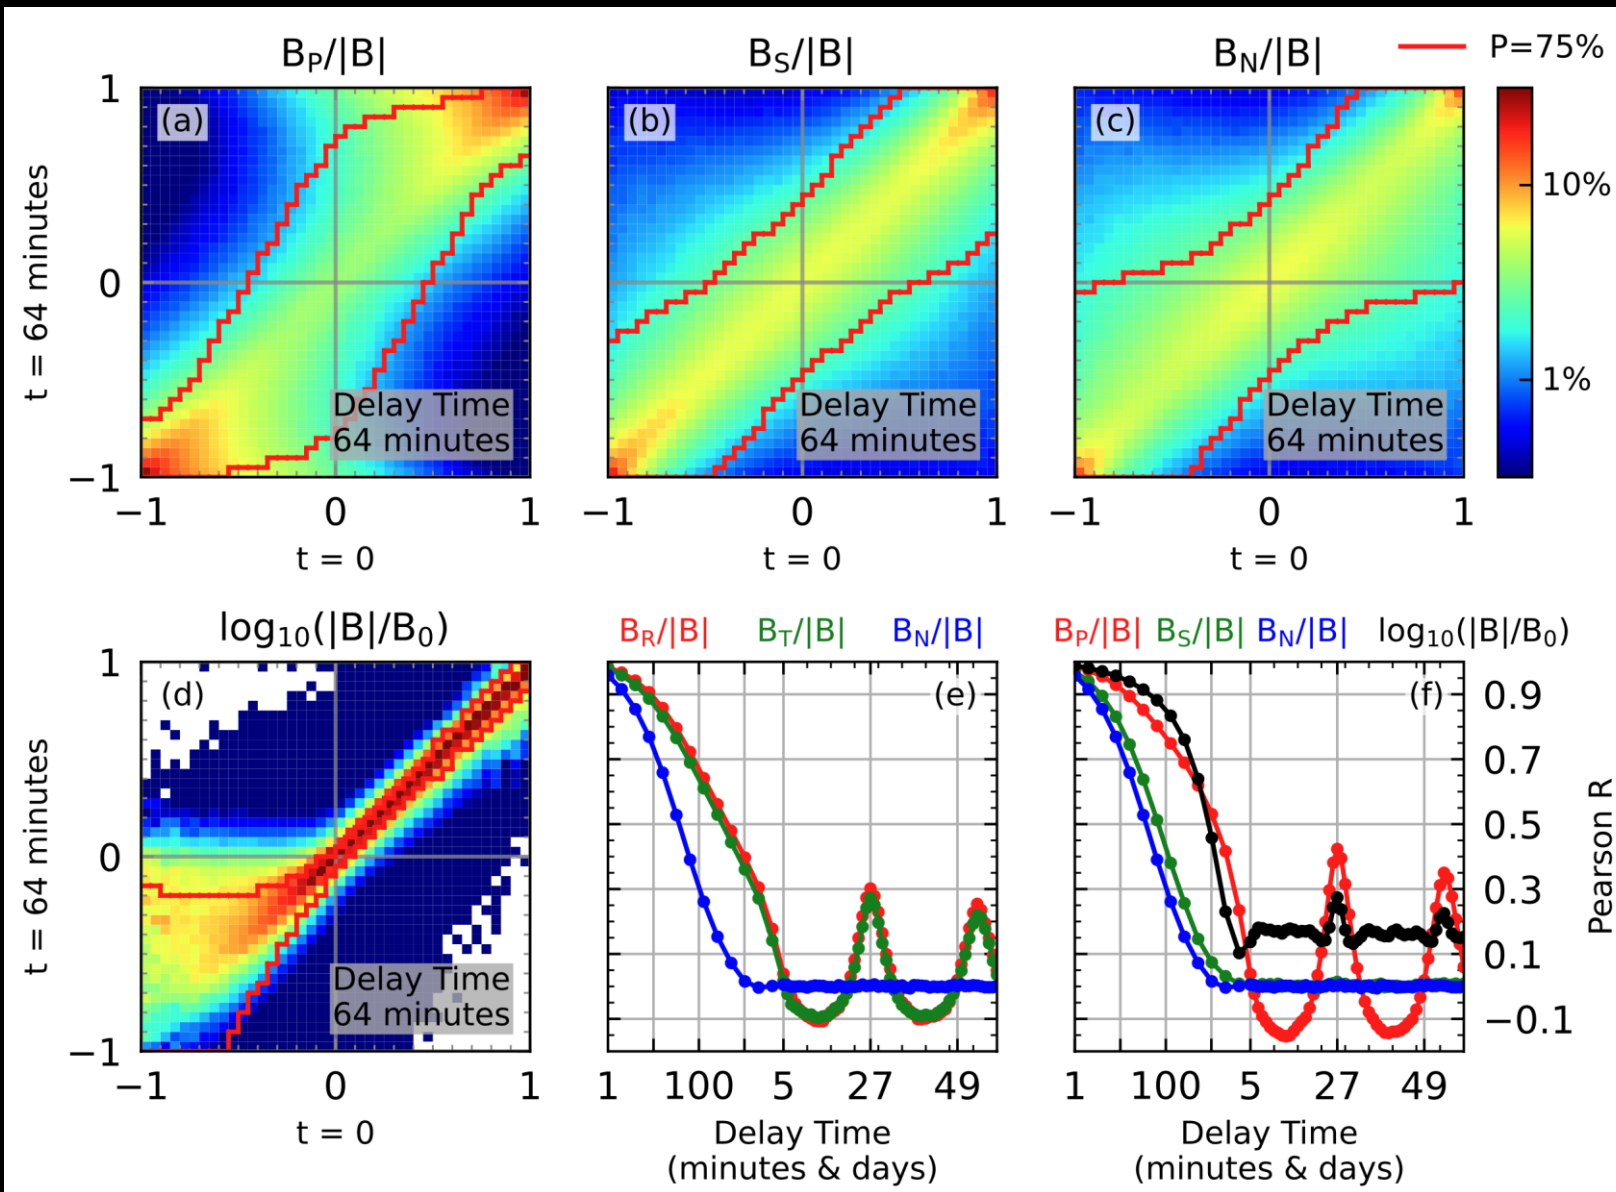 B_P/|B|
B_S/|B|
B_N/|B|
P=75%
(a)
(b)
(c)
1
0
−1
t = 64 minutes
Delay Time
64 minutes
Delay Time
64 minutes
Delay Time
64 minutes
10%
1%
−1 0 1
−1 0 1
−1 0 1
t = 0
t = 0
t = 0
log₁₀(|B|/B₀)
B_R/|B| B_T/|B| B_N/|B|
B_P/|B| B_S/|B| B_N/|B| log₁₀(|B|/B₀)
(d)
(e)
(f)
1
0
−1
t = 64 minutes
Delay Time
64 minutes
0.9
0.7
0.5
0.3
0.1
−0.1
Pearson R
−1 0 1
1 100 5 27 49
1 100 5 27 49
t = 0
Delay Time
(minutes & days)
Delay Time
(minutes & days)